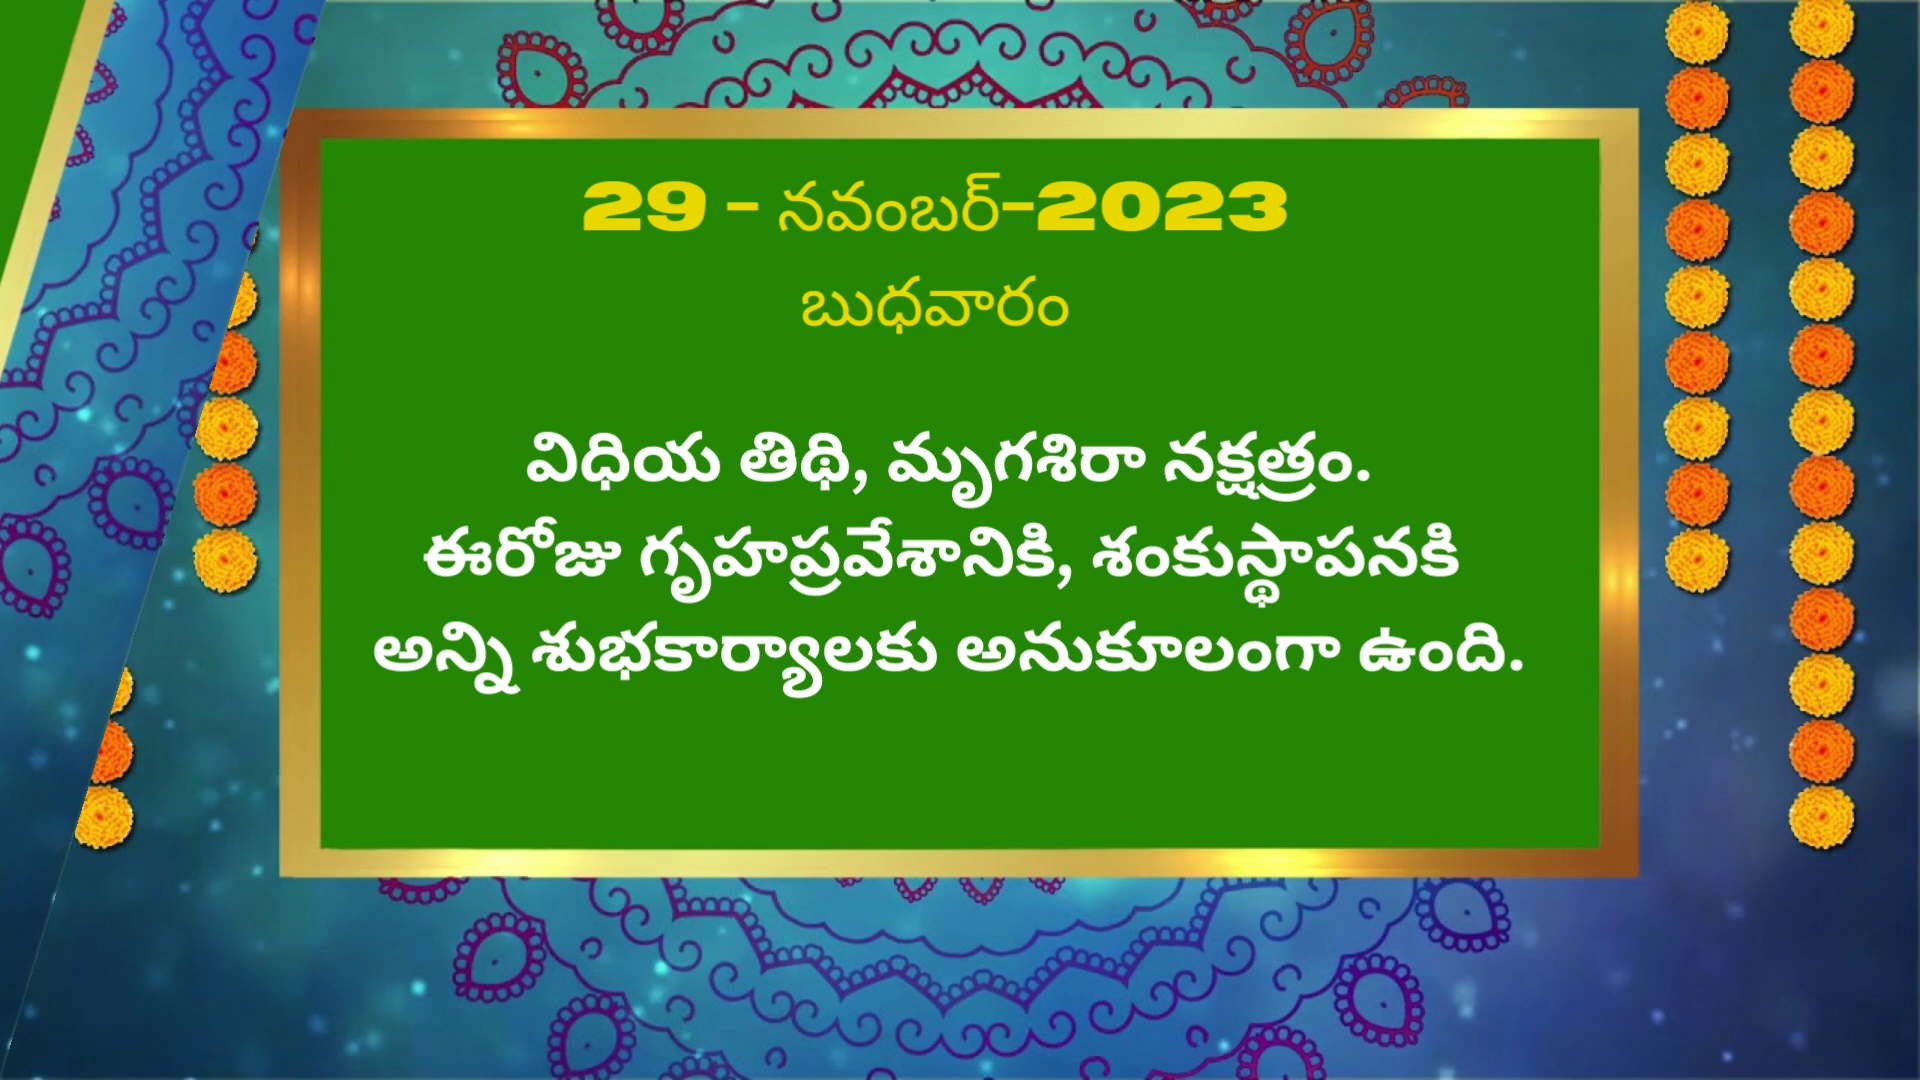 29 - నవంబర్-2023
బుధవారం
విధియ తిథి, మృగశిరా నక్షత్రం.
ఈరోజు గృహప్రవేశానికి, శంకుస్థాపనకి
అన్ని శుభకార్యాలకు అనుకూలంగా ఉంది.